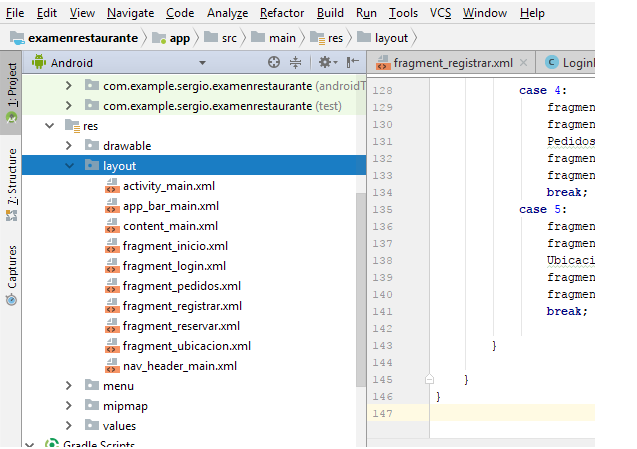 File Edit View Navigate Code Analyze Refactor Build Run Tools VCS Window Help
examenrestaurante app src main res layout
1: Project
7: Structure
Captures
Android
com.example.sergio.examenrestaurante (androidT
com.example.sergio.examenrestaurante (test)
res
drawable
layout
activity_main.xml
app_bar_main.xml
content_main.xml
fragment_inicio.xml
fragment_login.xml
fragment_pedidos.xml
fragment_registrar.xml
fragment_reservar.xml
fragment_ubicacion.xml
nav_header_main.xml
menu
mipmap
values
Gradle Scripts
fragment_registrar.xml × C LoginF
128 case 4:
129 fragmen
130 fragmen
131 Pedidos
132 fragmen
133 fragmen
134 break;
135 case 5:
136 fragmen
137 fragmen
138 Ubicaci
139 fragmen
140 fragmen
141 break;
142
143 }
144
145 }
146 }
147